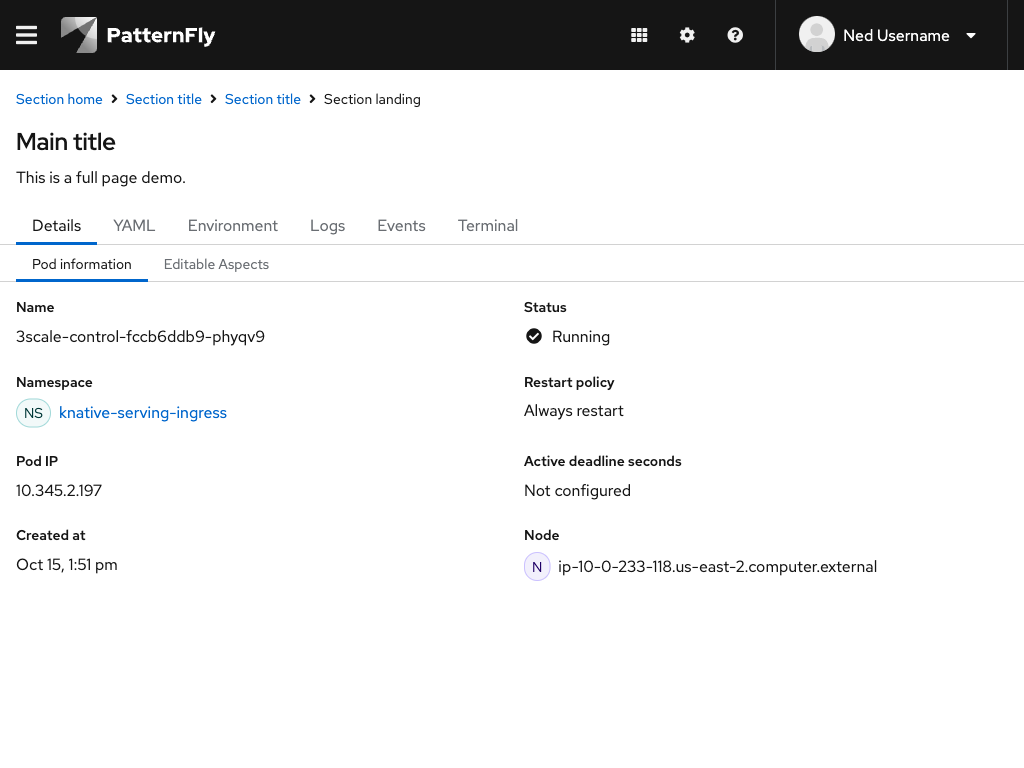 PatternFly
Ned Username
Section home Section title Section title Section landing
Main title
This is a full page demo.
Details YAML Environment Logs Events Terminal
Pod information Editable Aspects
Name
3scale-control-fccb6ddb9-phyqv9
Status
Running
Namespace
NS knative-serving-ingress
Restart policy
Always restart
Pod IP
10.345.2.197
Active deadline seconds
Not configured
Created at
Oct 15, 1:51 pm
Node
N ip-10-0-233-118.us-east-2.computer.external